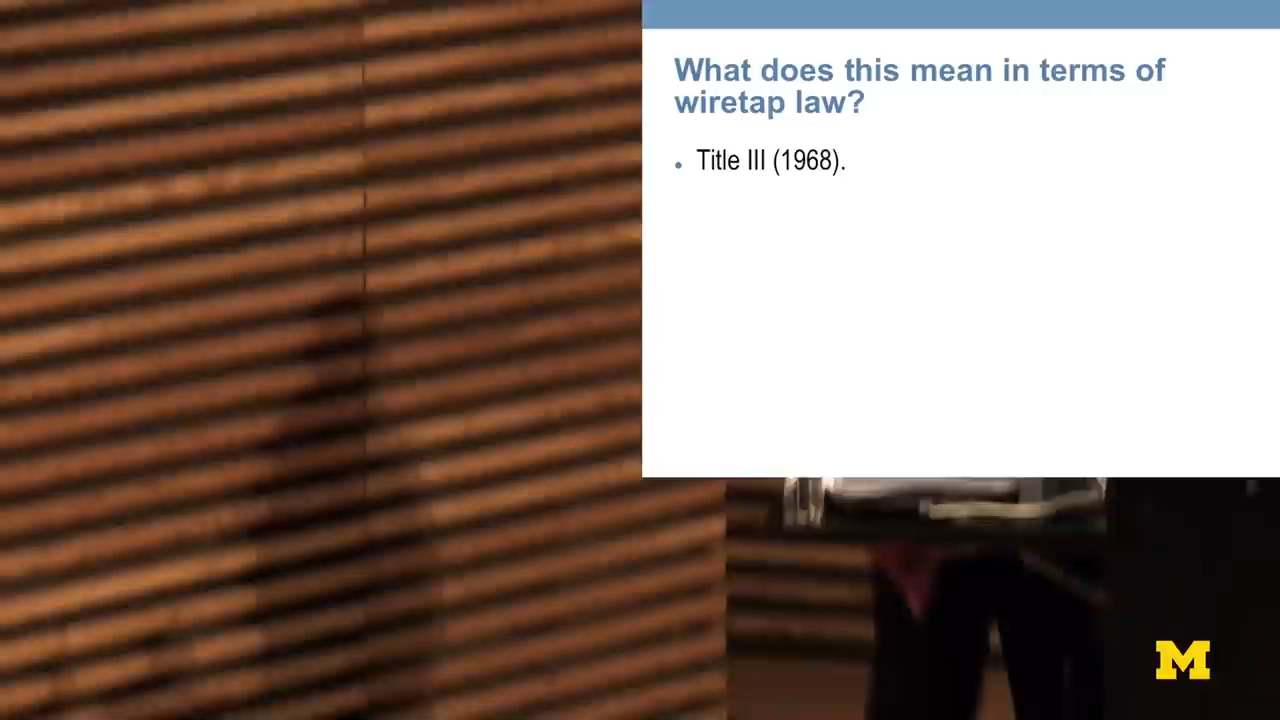 What does this mean in terms of
wiretap law?
• Title III (1968).
M